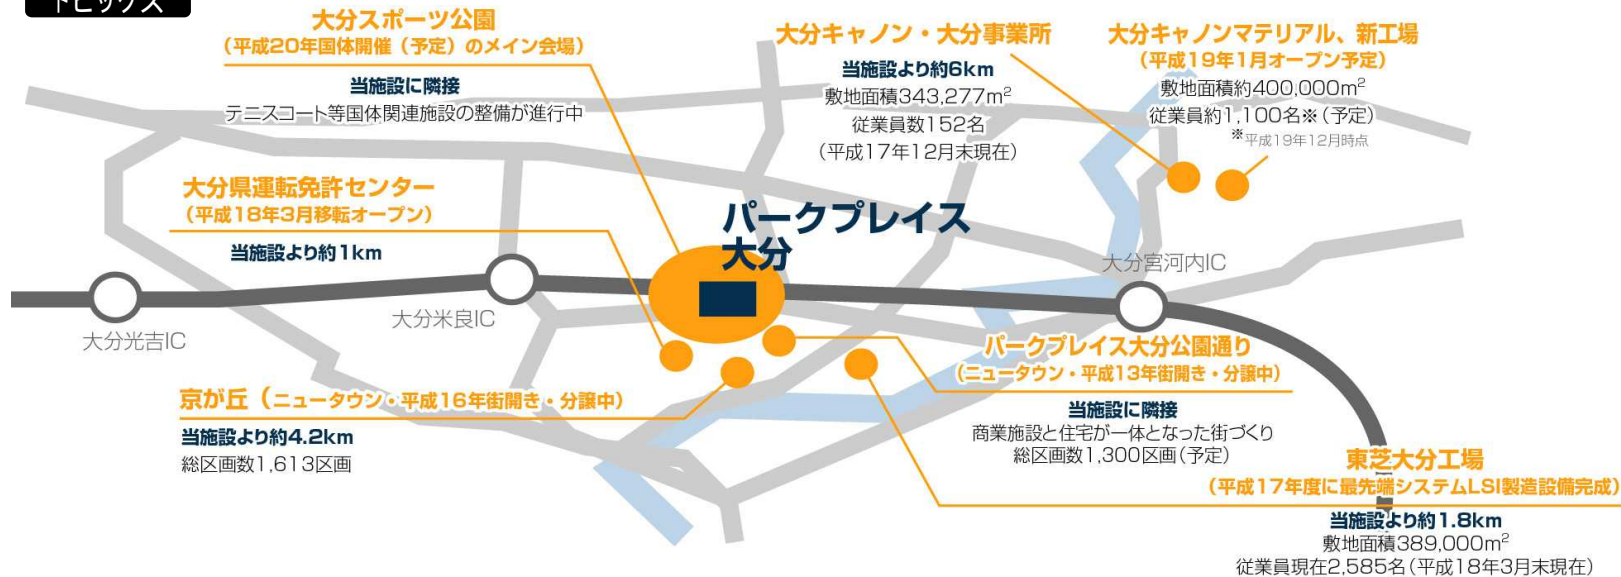 トピックス
大分スポーツ公園
(平成20年国体開催(予定)のメイン会場)
当施設に隣接
テニスコート等国体関連施設の整備が進行中
大分キヤノン・大分事業所
当施設より約6km
敷地面積343,277m²
従業員数152名
(平成17年12月末現在)
大分キヤノンマテリアル、新工場
(平成19年1月オープン予定)
敷地面積約400,000m²
従業員約1,100名※(予定)
※平成19年12月時点
大分県運転免許センター
(平成18年3月移転オープン)
当施設より約1km
パークプレイス
大分
大分宮河内IC
大分米良IC
大分光吉IC
パークプレイス大分公園通り
(ニュータウン・平成13年街開き・分譲中)
当施設に隣接
商業施設と住宅が一体となった街づくり
総区画数1,300区画(予定)
京が丘(ニュータウン・平成16年街開き・分譲中)
当施設より約4.2km
総区画数1,613区画
東芝大分工場
(平成17年度に最先端システムLSI製造設備完成)
当施設より約1.8km
敷地面積389,000m²
従業員現在2,585名(平成18年3月末現在)